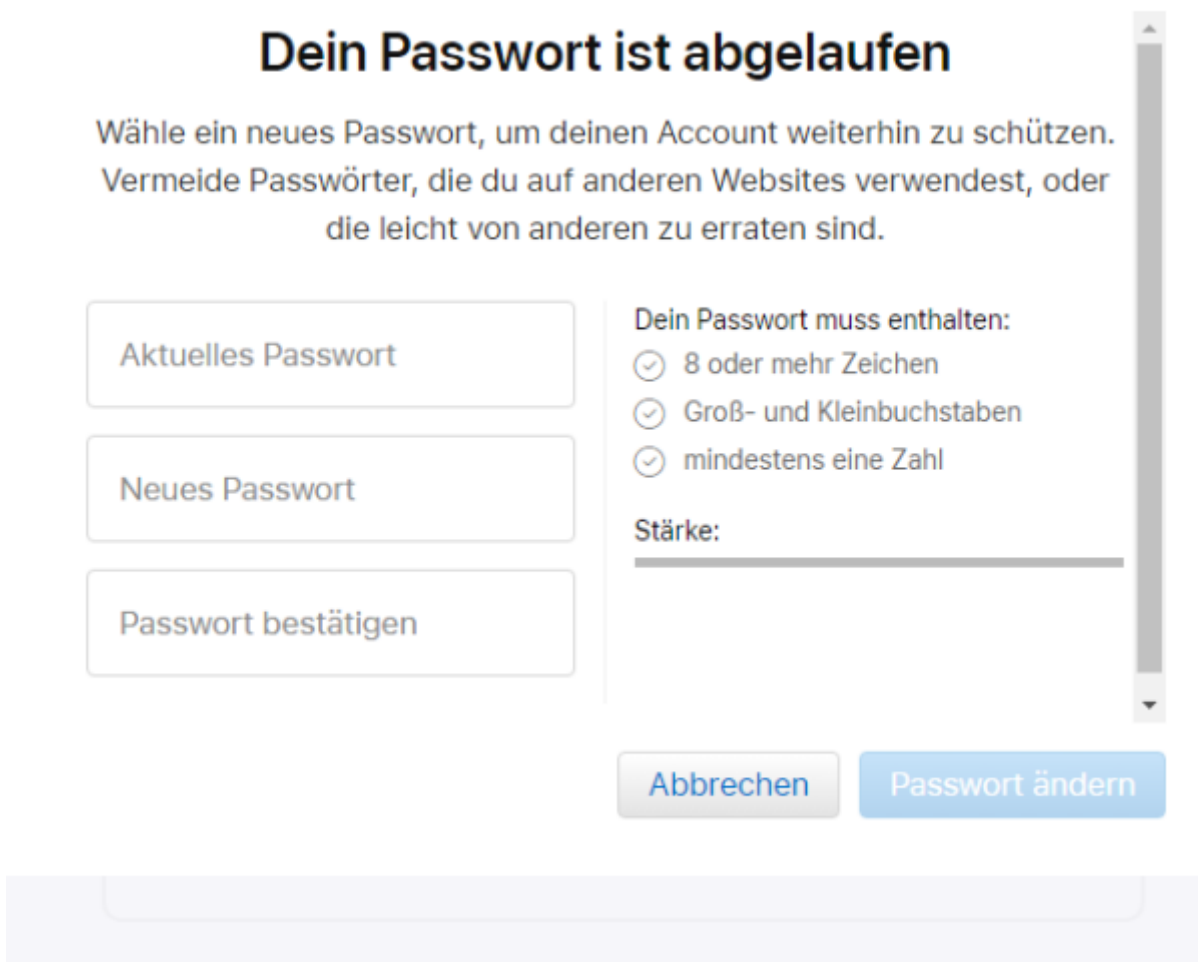 Dein Passwort ist abgelaufen
Wähle ein neues Passwort, um deinen Account weiterhin zu schützen.
Vermeide Passwörter, die du auf anderen Websites verwendest, oder
die leicht von anderen zu erraten sind.
Aktuelles Passwort
Neues Passwort
Passwort bestätigen
Dein Passwort muss enthalten:
8 oder mehr Zeichen
Groß- und Kleinbuchstaben
mindestens eine Zahl
Stärke:
Abbrechen
Passwort ändern